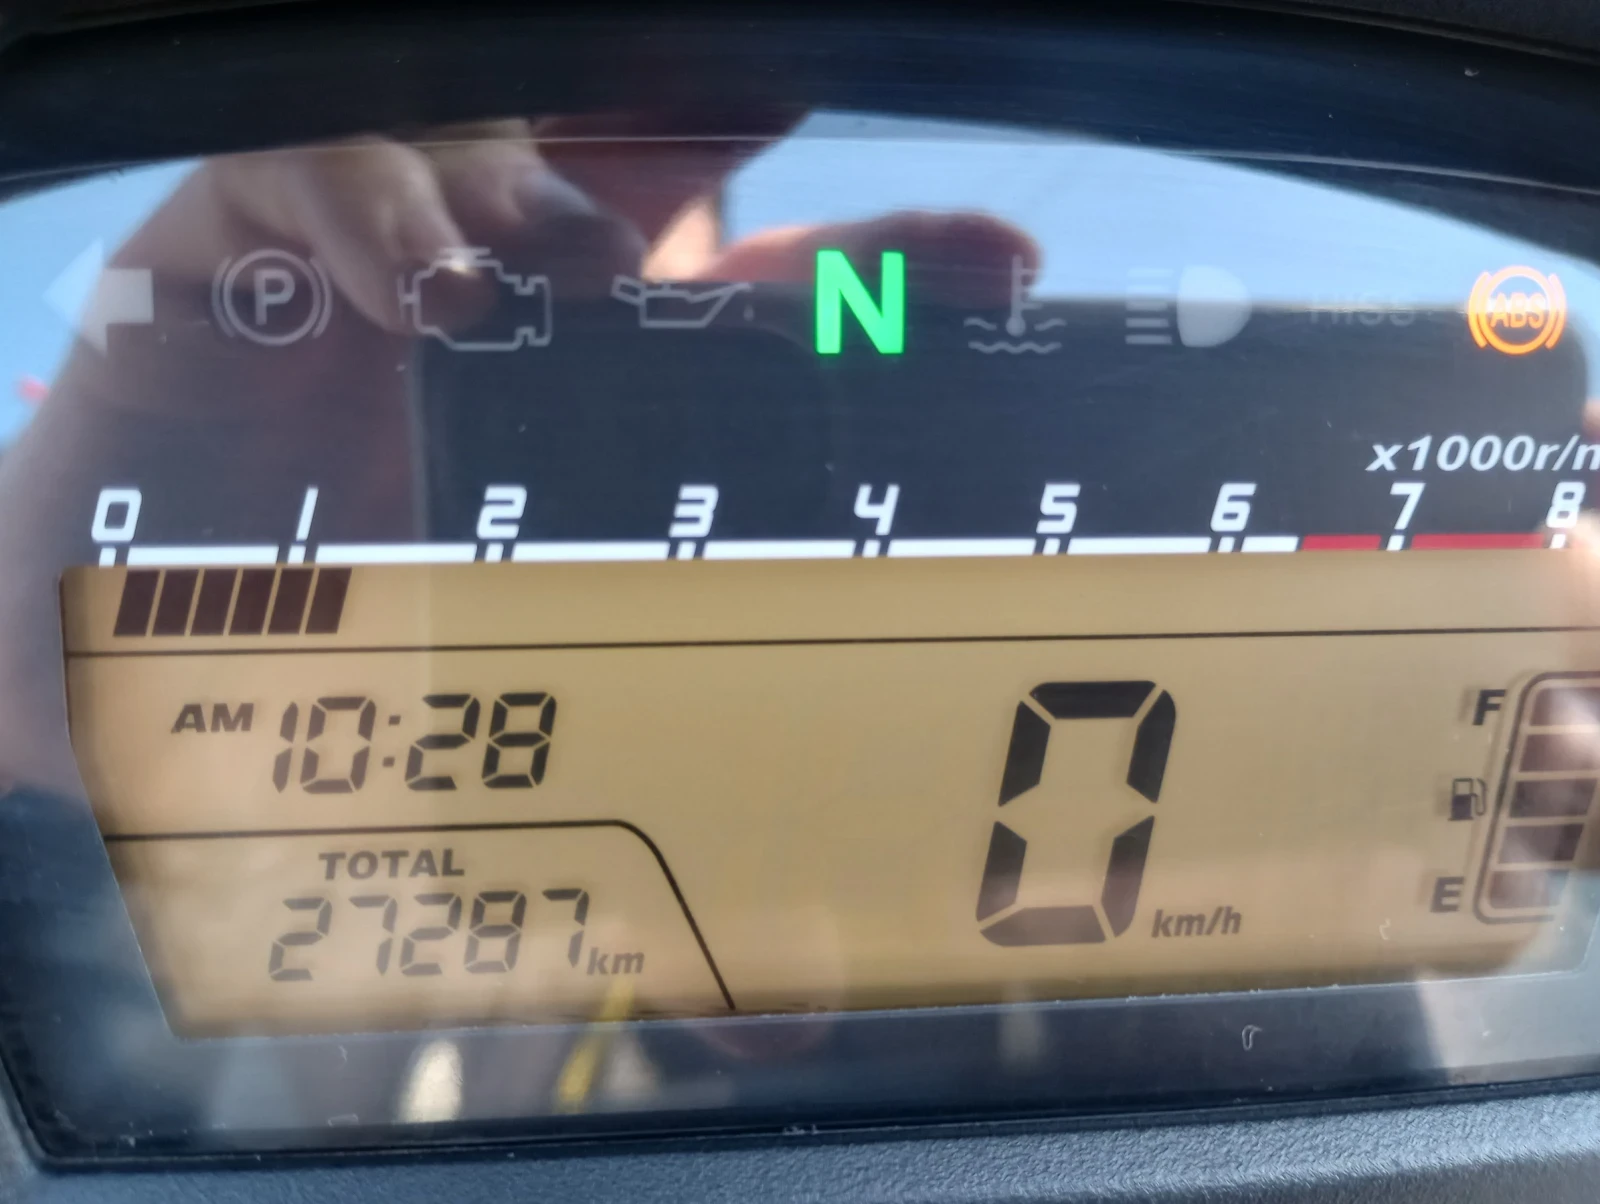 P N HISS ABS
x1000r/m
0 1 2 3 4 5 6 7 8
AM 10:28
TOTAL
27287 km
0 km/h
F
E